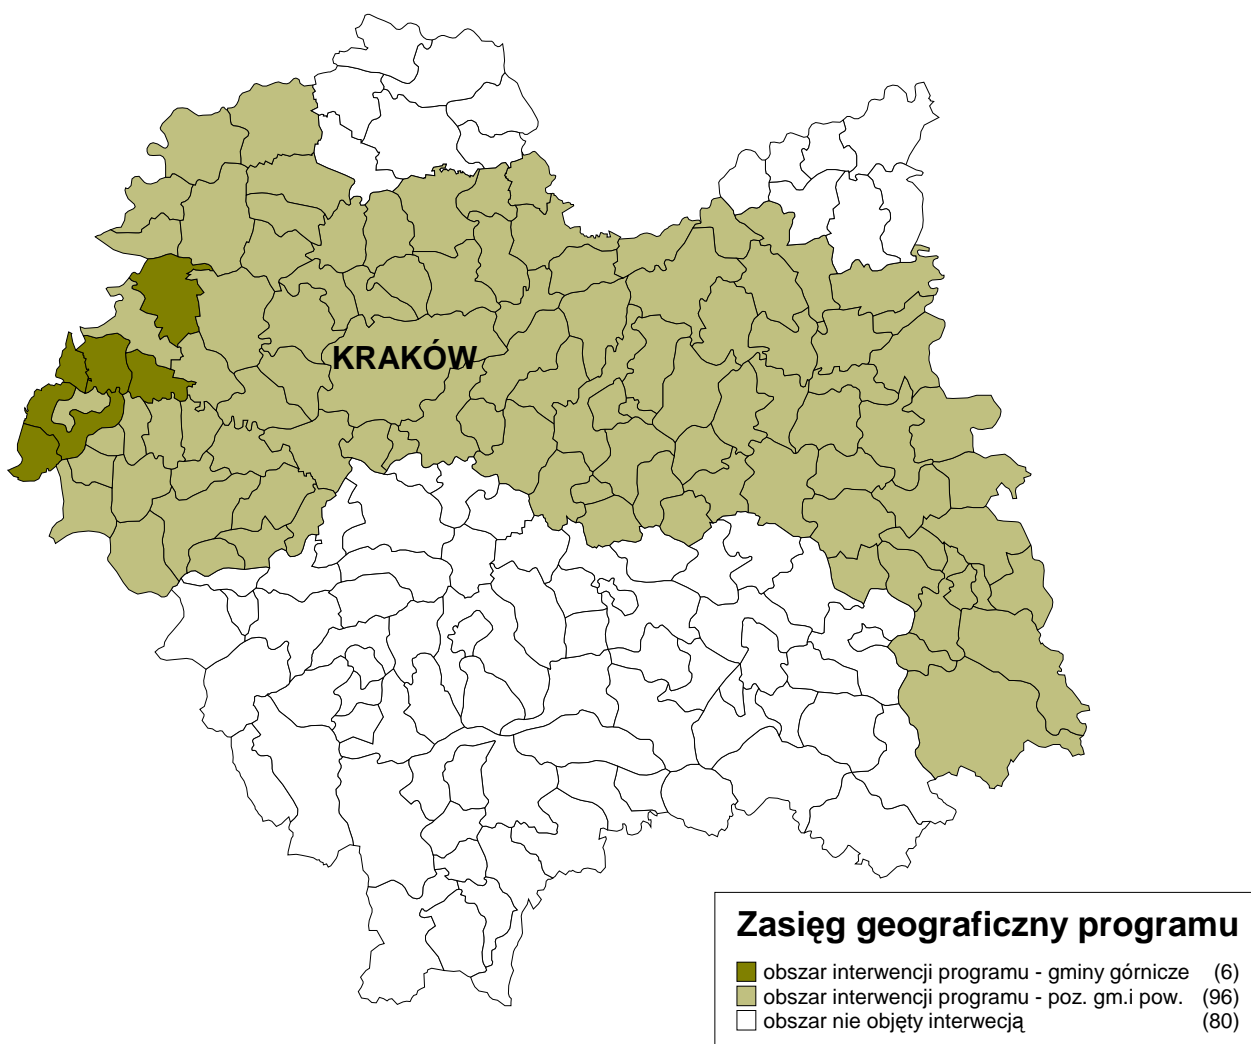 KRAKÓW
Zasięg geograficzny programu
obszar interwencji programu - gminy górnicze (6)
obszar interwencji programu - poz. gm.i pow. (96)
obszar nie objęty interwecją (80)